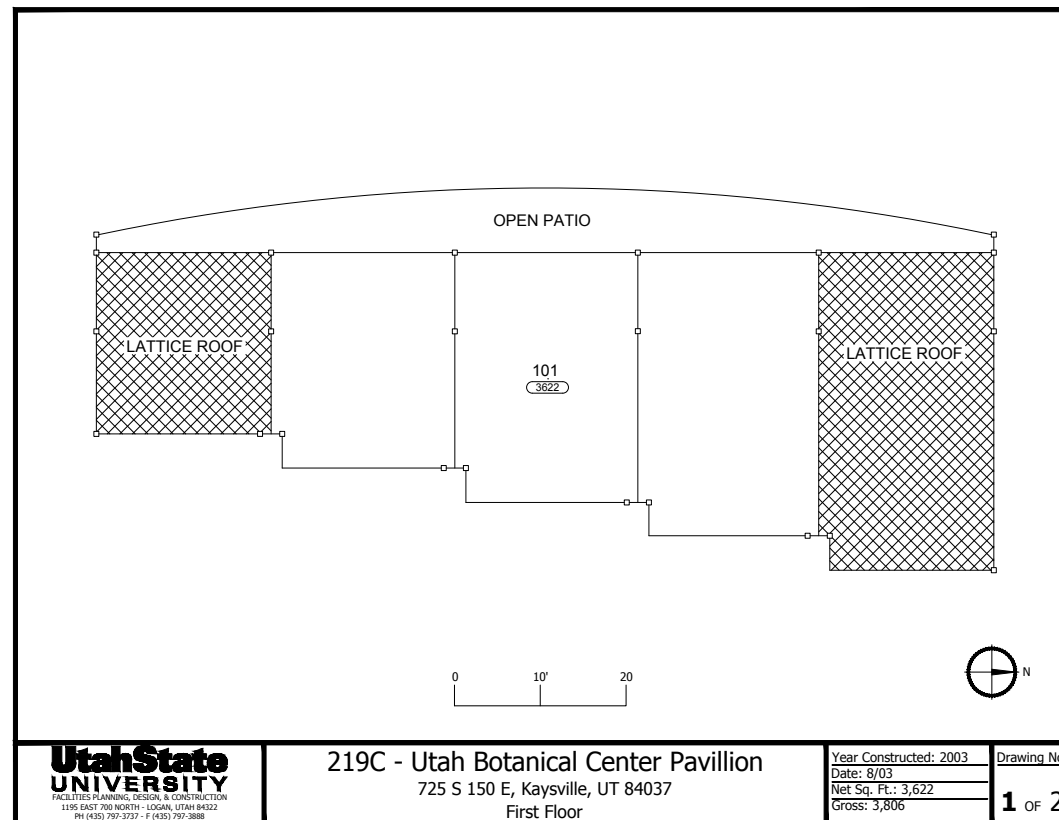 OPEN PATIO
LATTICE ROOF
LATTICE ROOF
101
3622
0 10' 20
N
UtahState
UNIVERSITY
FACILITIES PLANNING, DESIGN, & CONSTRUCTION
1195 EAST 700 NORTH - LOGAN, UTAH 84322
PH (435) 797-3737 - F (435) 797-3888
219C - Utah Botanical Center Pavillion
725 S 150 E, Kaysville, UT 84037
First Floor
Year Constructed: 2003
Date: 8/03
Net Sq. Ft.: 3,622
Gross: 3,806
Drawing No
1 OF 2